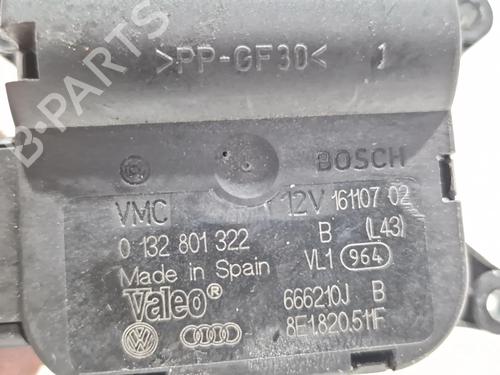 >PP-GF30< 1
B-PARTS
BOSCH
VMC 12V 161107 02
0 132 801 322 B (L43)
Made in Spain VL1 964
Valeo® 666210J B
8E1.820.511F